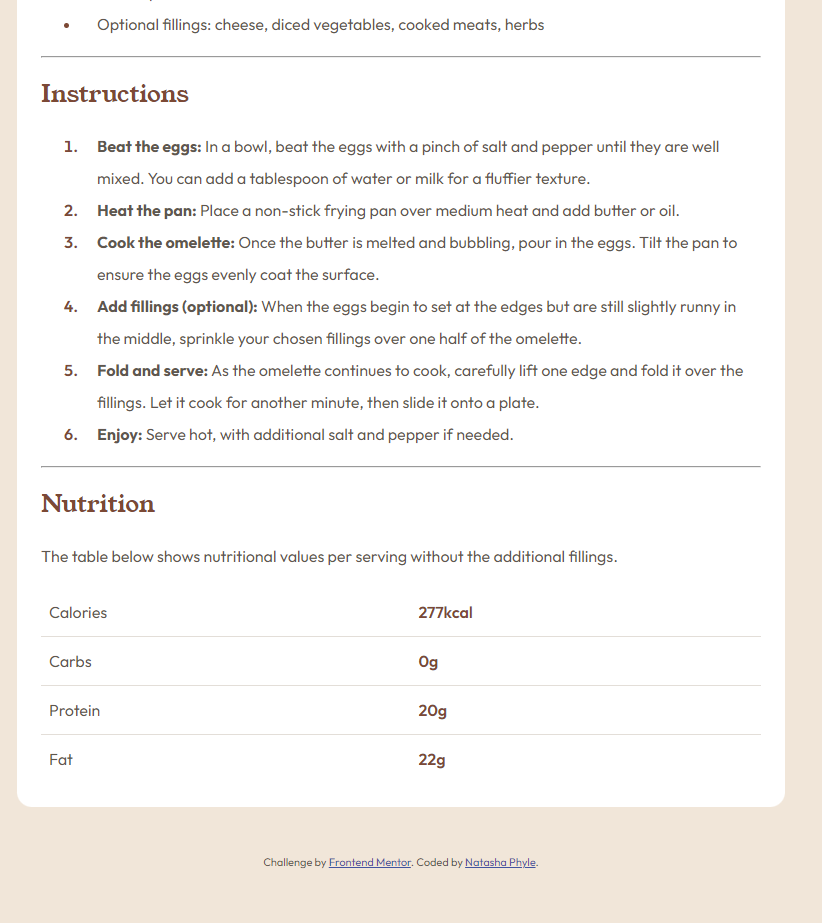 • Optional fillings: cheese, diced vegetables, cooked meats, herbs
Instructions
1. Beat the eggs: In a bowl, beat the eggs with a pinch of salt and pepper until they are well
mixed. You can add a tablespoon of water or milk for a fluffier texture.
2. Heat the pan: Place a non-stick frying pan over medium heat and add butter or oil.
3. Cook the omelette: Once the butter is melted and bubbling, pour in the eggs. Tilt the pan to
ensure the eggs evenly coat the surface.
4. Add fillings (optional): When the eggs begin to set at the edges but are still slightly runny in
the middle, sprinkle your chosen fillings over one half of the omelette.
5. Fold and serve: As the omelette continues to cook, carefully lift one edge and fold it over the
fillings. Let it cook for another minute, then slide it onto a plate.
6. Enjoy: Serve hot, with additional salt and pepper if needed.
Nutrition
The table below shows nutritional values per serving without the additional fillings.
Calories 277kcal
Carbs 0g
Protein 20g
Fat 22g
Challenge by Frontend Mentor. Coded by Natasha Phyle.